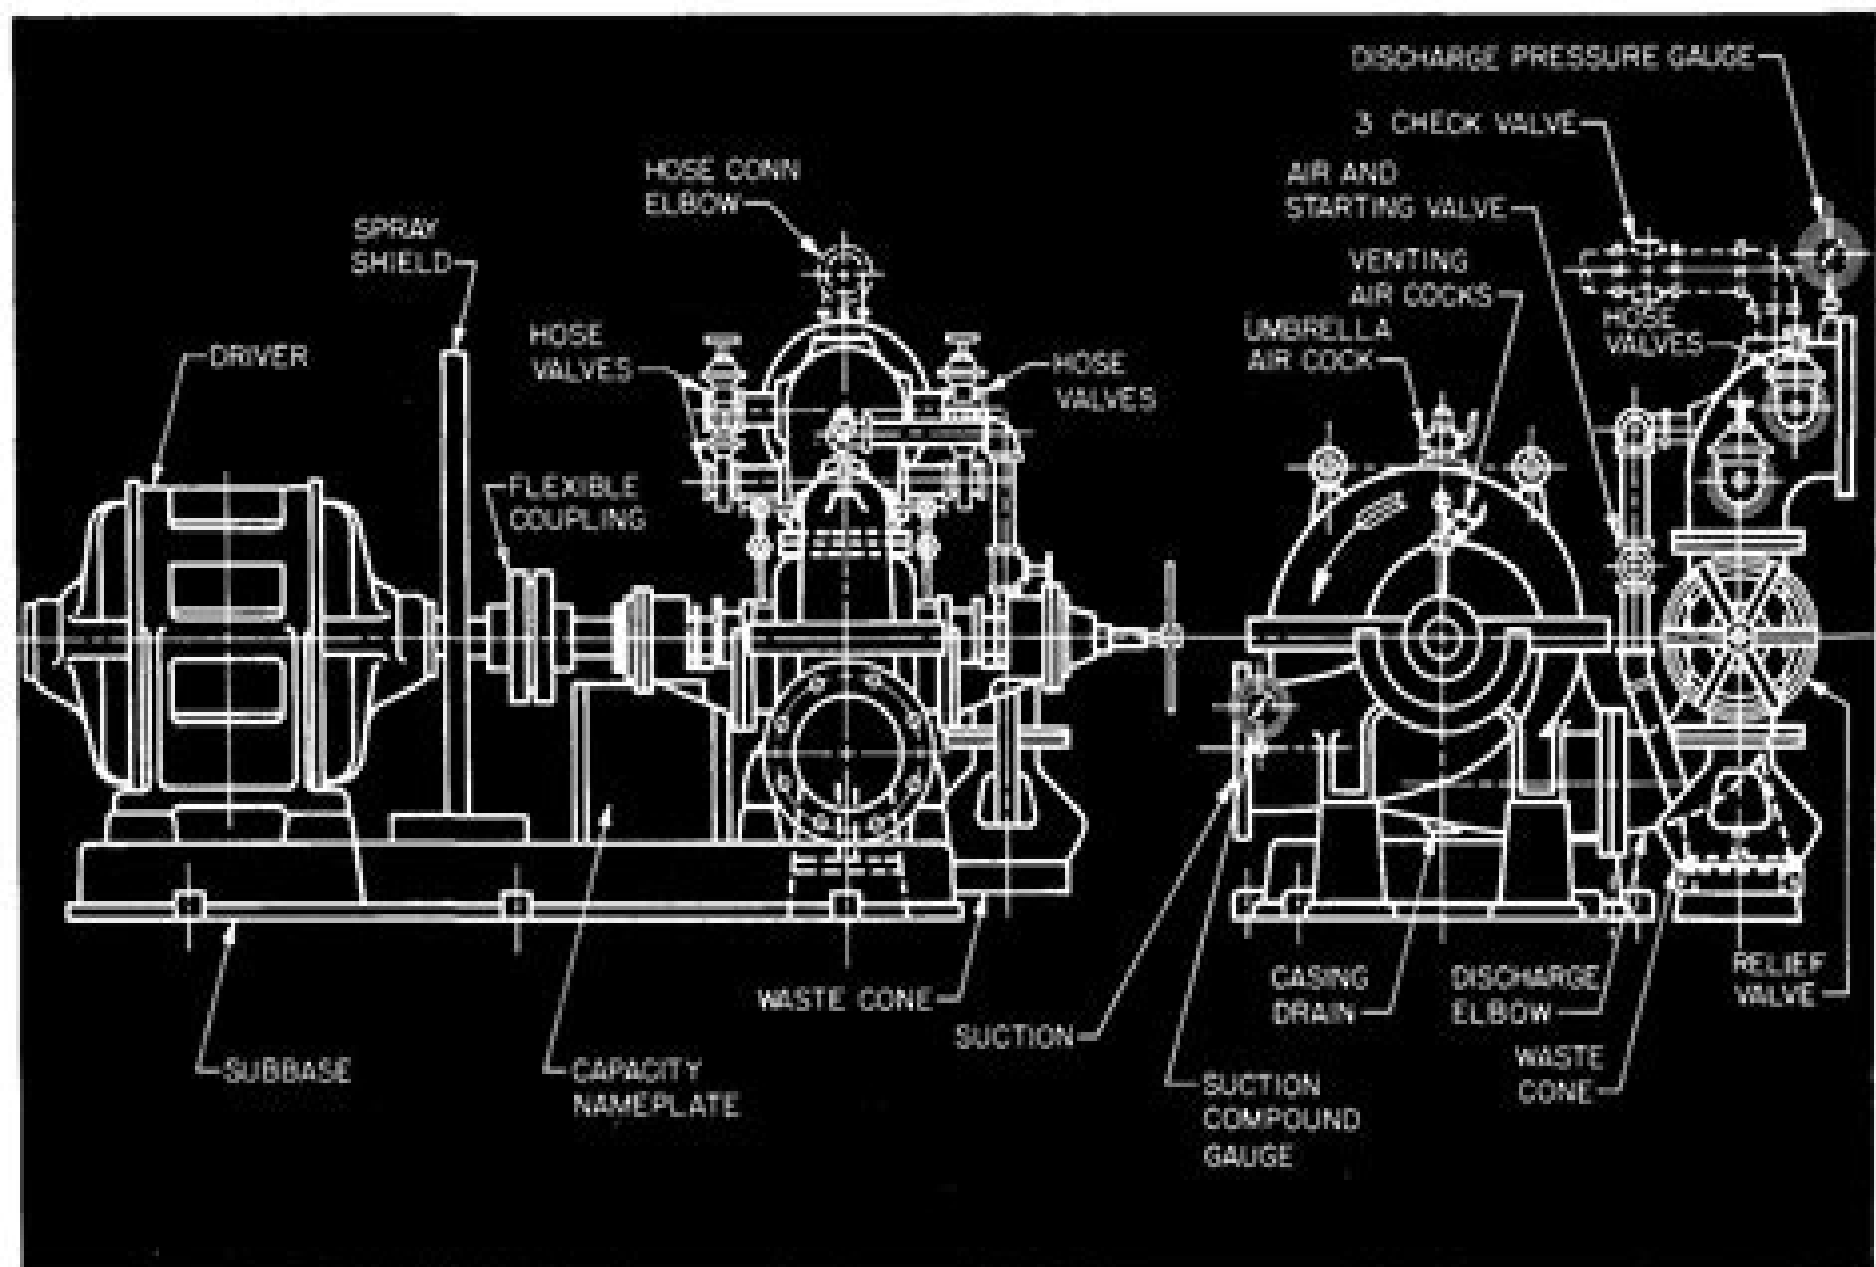 DISCHARGE PRESSURE GAUGE
3 CHECK VALVE
HOSE CONN
ELBOW
AIR AND
STARTING VALVE
SPRAY
SHIELD
VENTING
AIR COCKS
HOSE
VALVES
UMBRELLA
AIR COCK
HOSE
VALVES
DRIVER
HOSE
VALVES
FLEXIBLE
COUPLING
WASTE CONE
SUCTION
CASING
DRAIN
DISCHARGE
ELBOW
RELIEF
VALVE
SUBBASE
CAPACITY
NAMEPLATE
SUCTION
COMPOUND
GAUGE
WASTE
CONE